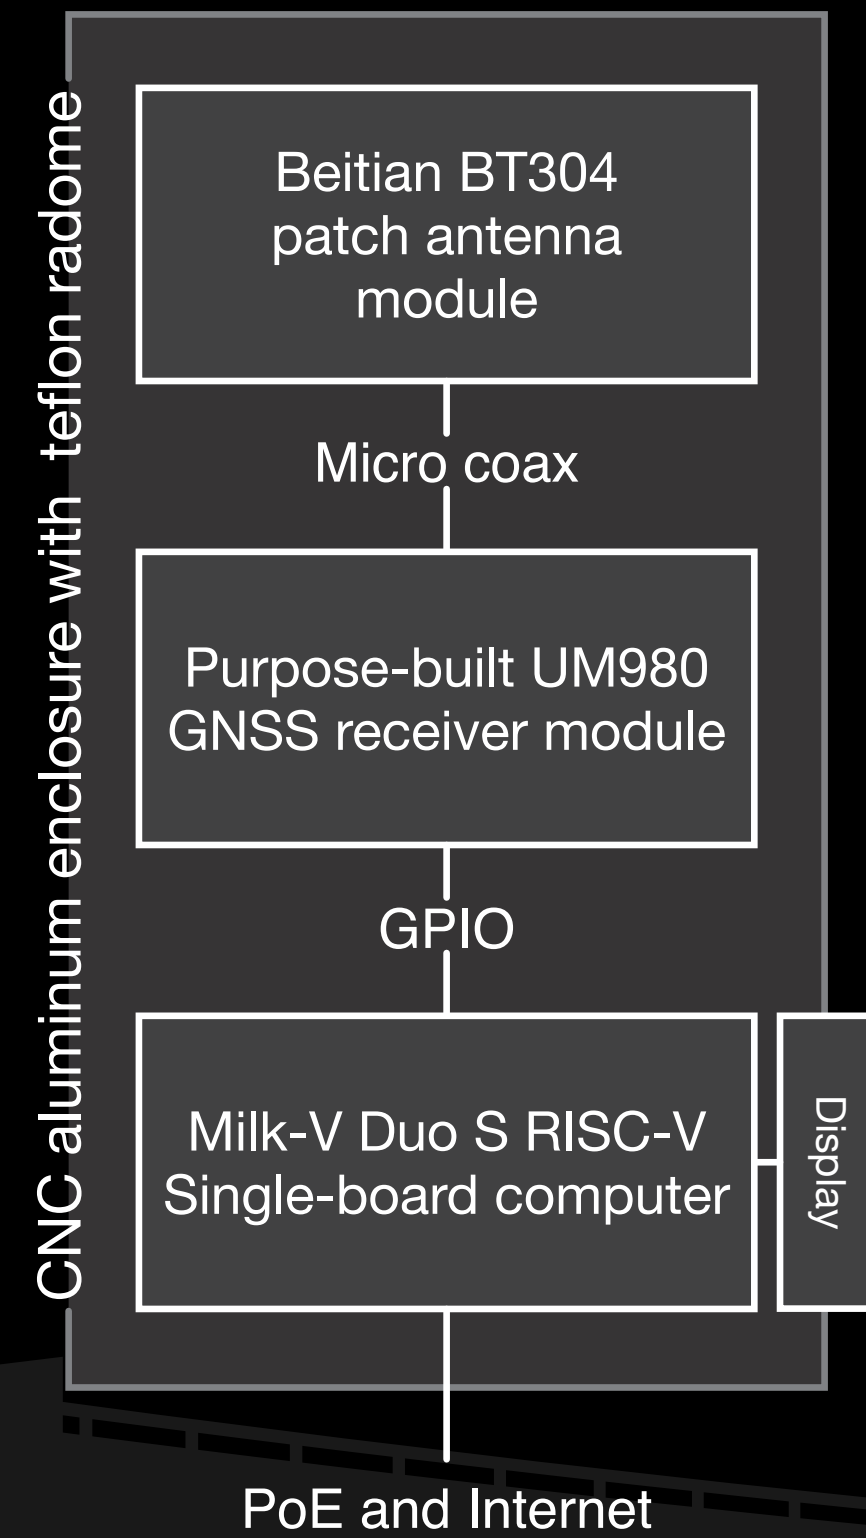 CNC aluminum enclosure with teflon radome
Beitian BT304
patch antenna
module
Micro coax
Purpose-built UM980
GNSS receiver module
GPIO
Milk-V Duo S RISC-V
Single-board computer
Display
PoE and Internet